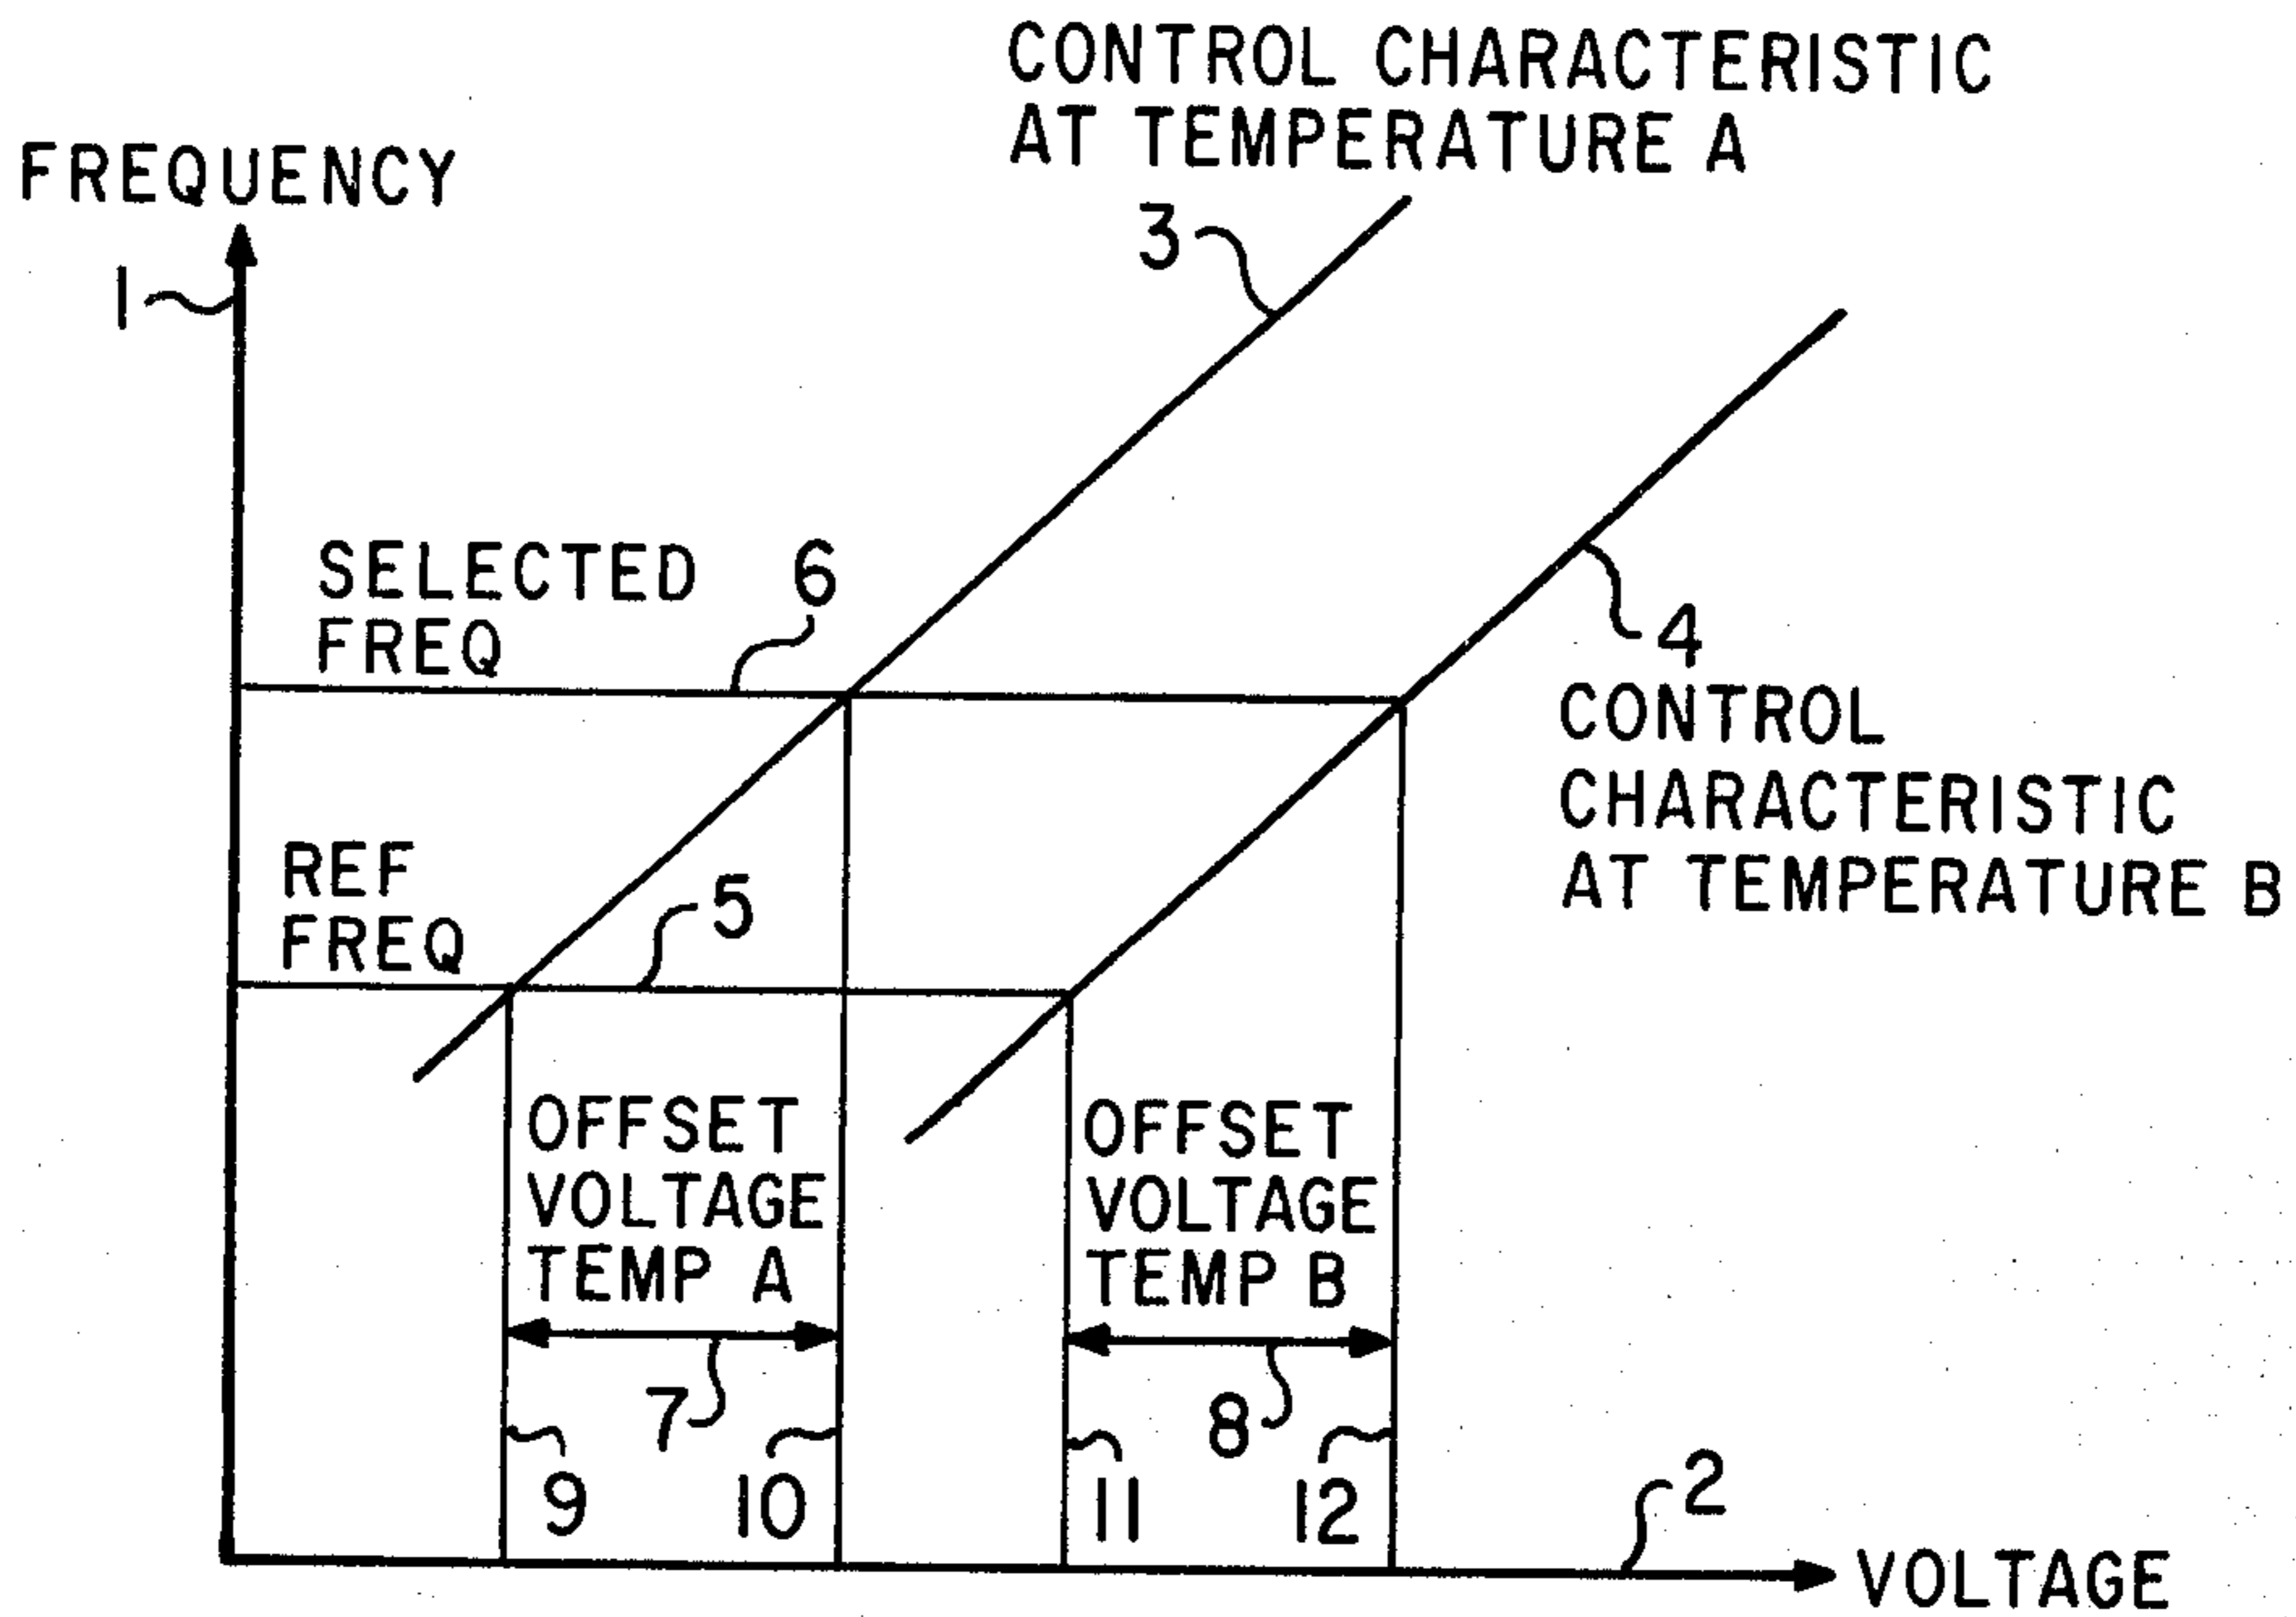 CONTROL CHARACTERISTIC
AT TEMPERATURE A
FREQUENCY
3
1
SELECTED
FREQ
6
4
CONTROL
CHARACTERISTIC
AT TEMPERATURE B
REF
FREQ
5
OFFSET
VOLTAGE
TEMP A
OFFSET
VOLTAGE
TEMP B
7
8
9
10
11
12
2
VOLTAGE